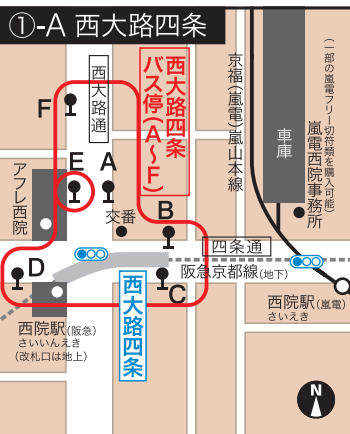 ①-A 西大路四条
西大路通
西大路四条
バス停(A〜F)
京福(嵐電)嵐山本線
車庫
嵐電西院事務所
(一部の嵐電フリー切符類を購入可能)
F
E
A
アフレ西院
交番
B
四条通
D
C
阪急京都線(地下)
西大路四条
西院駅(嵐電)
さいえき
西院駅(阪急)
さいいんえき
(改札口は地上)
N